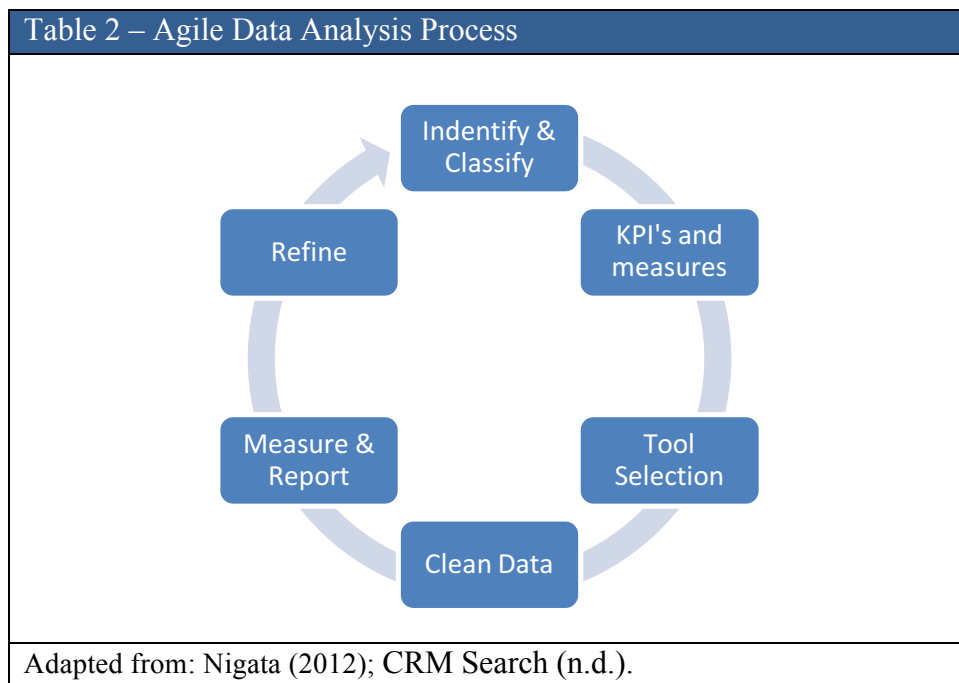 Table 2 – Agile Data Analysis Process
Indentify &
Classify
KPI's and
measures
Tool
Selection
Clean Data
Measure &
Report
Refine
Adapted from: Nigata (2012); CRM Search (n.d.).